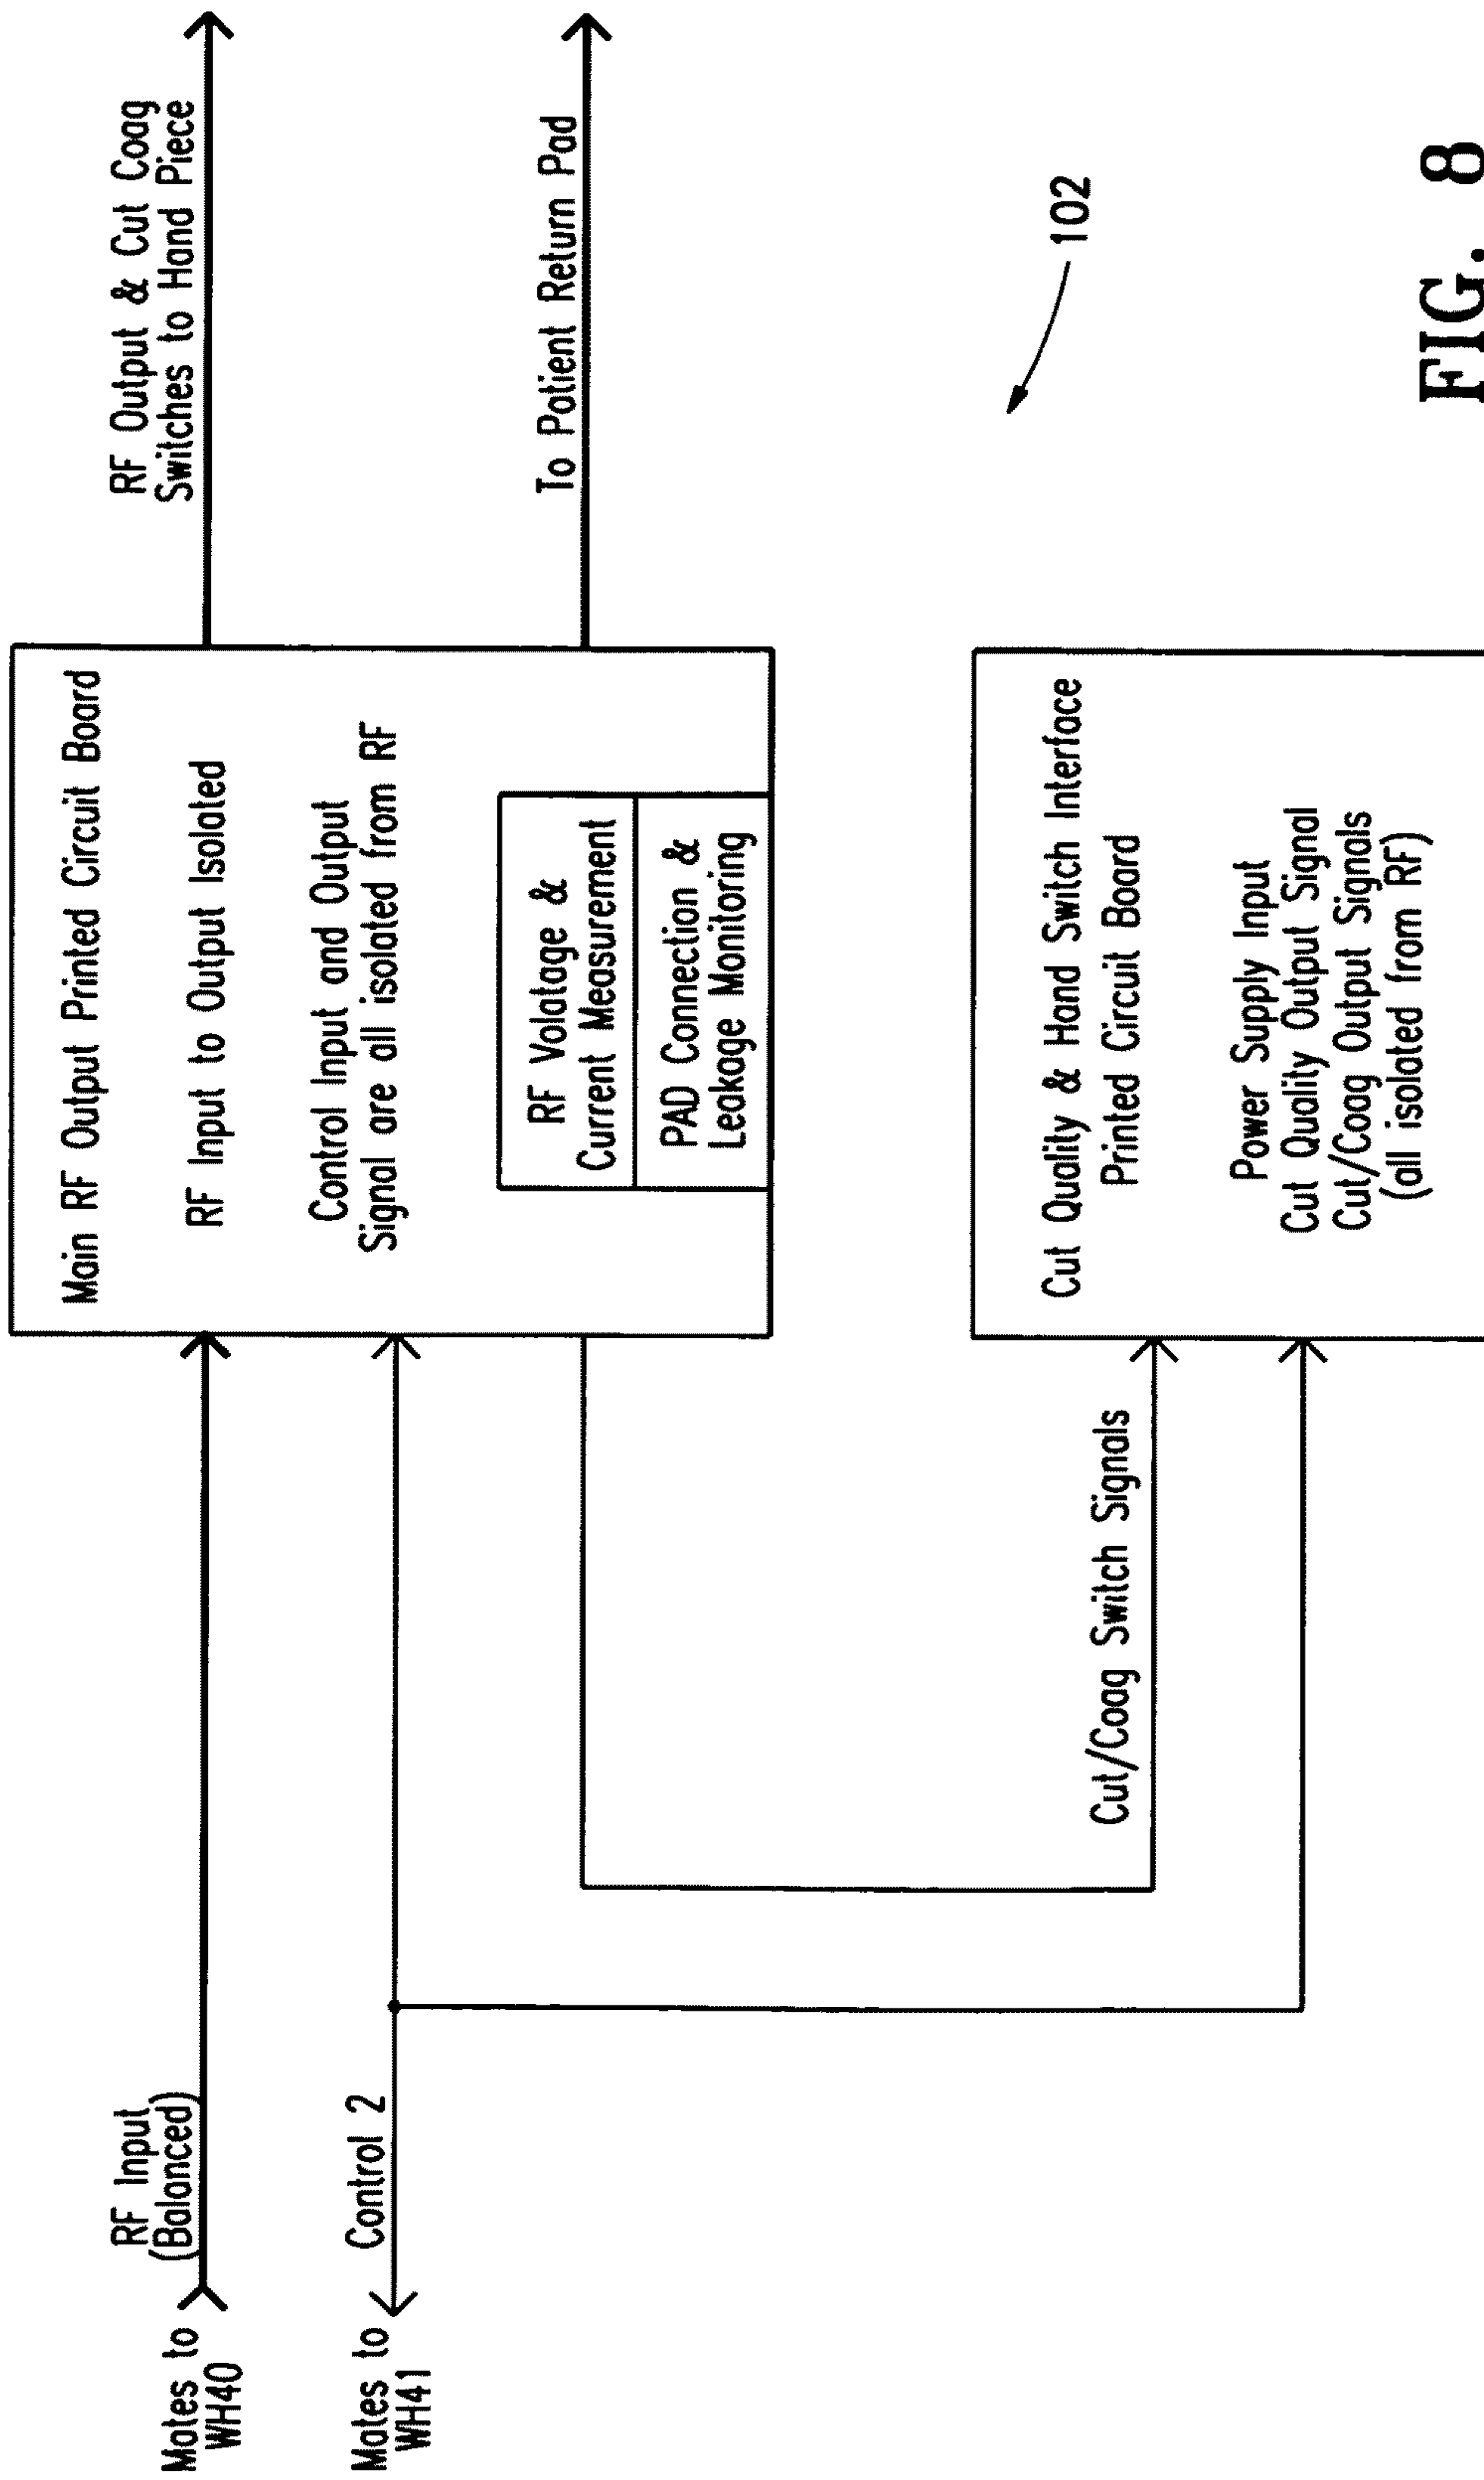 RF Input
(Balanced)
Mates to
WH40
Control 2
Mates to
WH41
Main RF Output Printed Circuit Board
RF Input to Output Isolated
Control Input and Output
Signal are all isolated from RF
RF Volatage &
Current Measurement
PAD Connection &
Leakage Monitoring
RF Output & Cut Coag
Switches to Hand Piece
To Patient Return Pad
Cut/Coag Switch Signals
Cut Quality & Hand Switch Interface
Printed Circuit Board
Power Supply Input
Cut Quality Output Signal
Cut/Coag Output Signals
(all isolated from RF)
102
FIG. 8